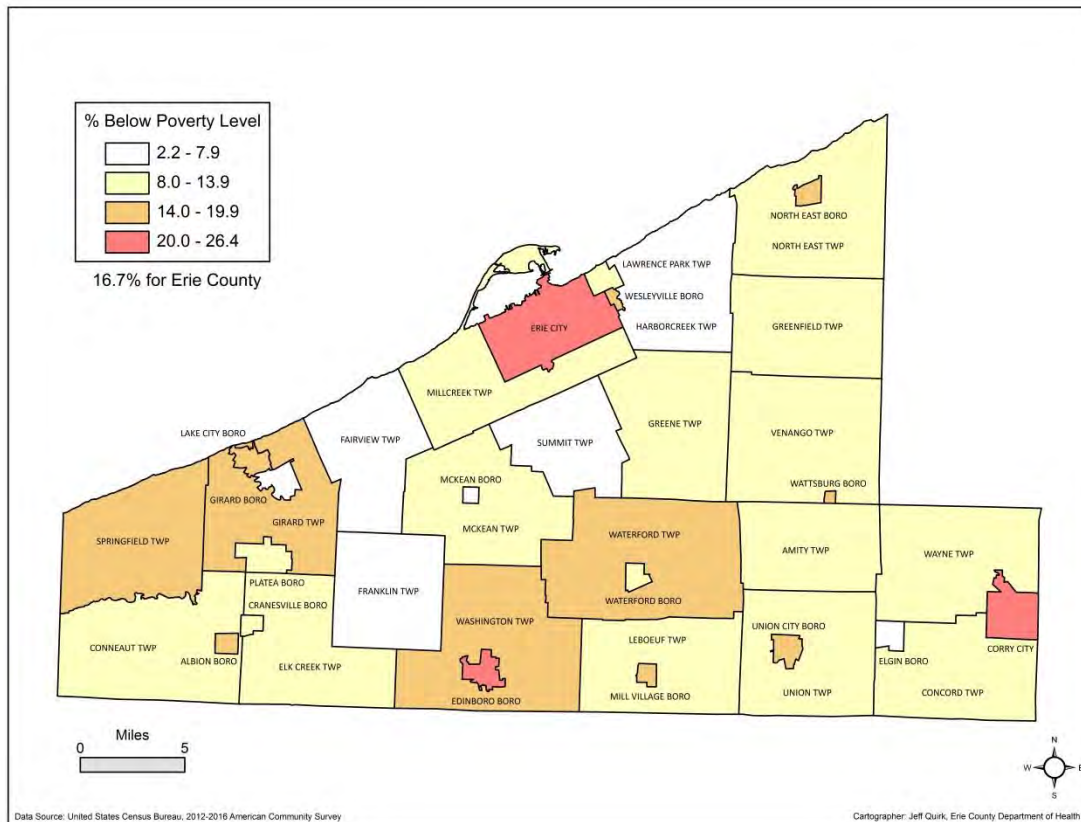 % Below Poverty Level
2.2 - 7.9
8.0 - 13.9
14.0 - 19.9
20.0 - 26.4
16.7% for Erie County
NORTH EAST BORO
NORTH EAST TWP
LAWRENCE PARK TWP
WESLEYVILLE BORO
ERIE CITY
HARBORCREEK TWP
GREENFIELD TWP
MILLCREEK TWP
GREENE TWP
LAKE CITY BORO
FAIRVIEW TWP
SUMMIT TWP
VENANGO TWP
MCKEAN BORO
WATTSBURG BORO
GIRARD BORO
GIRARD TWP
MCKEAN TWP
WATERFORD TWP
SPRINGFIELD TWP
AMITY TWP
WAYNE TWP
PLATEA BORO
FRANKLIN TWP
WATERFORD BORO
CRANESVILLE BORO
WASHINGTON TWP
UNION CITY BORO
LEBOEUF TWP
CONNEAUT TWP
ALBION BORO
ELK CREEK TWP
ELGIN BORO
CORRY CITY
EDINBORO BORO
MILL VILLAGE BORO
UNION TWP
CONCORD TWP
Miles
0 5
N
W E
S
Data Source: United States Census Bureau, 2012-2016 American Community Survey
Cartographer: Jeff Quirk, Erie County Department of Health